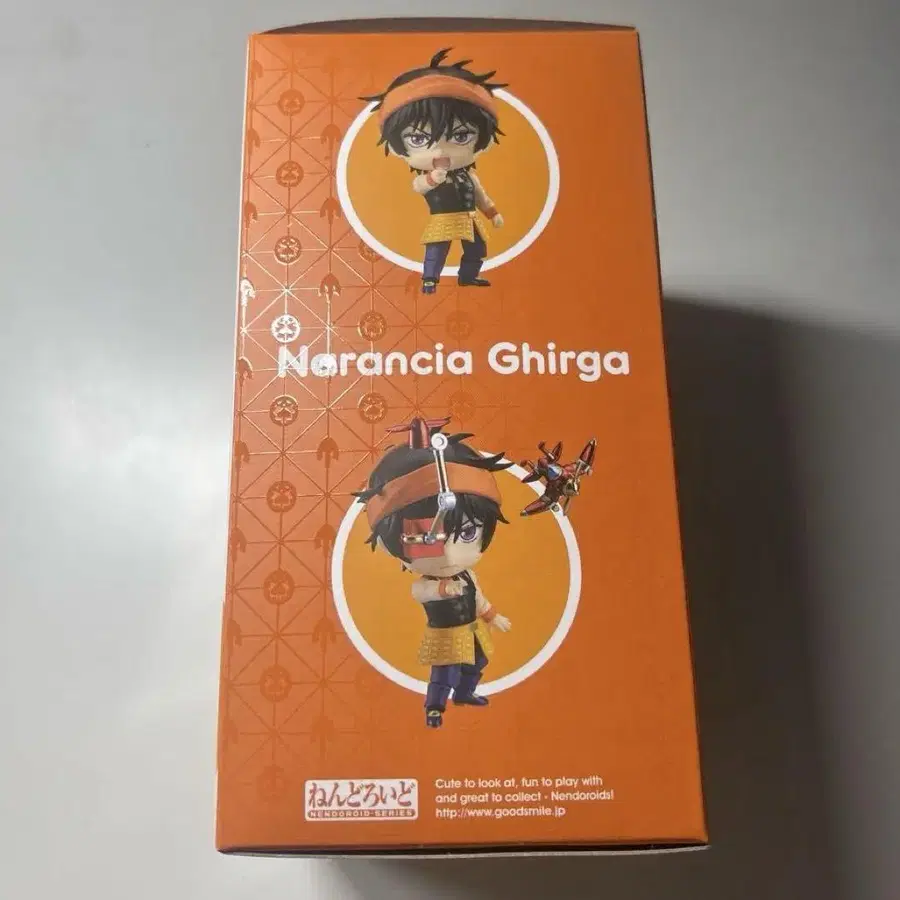 Narancia Ghirga
ねんどろいど
NENDOROID·SERIES
Cute to look at, fun to play with
and great to collect - Nendoroids!
http://www.goodsmile.jp